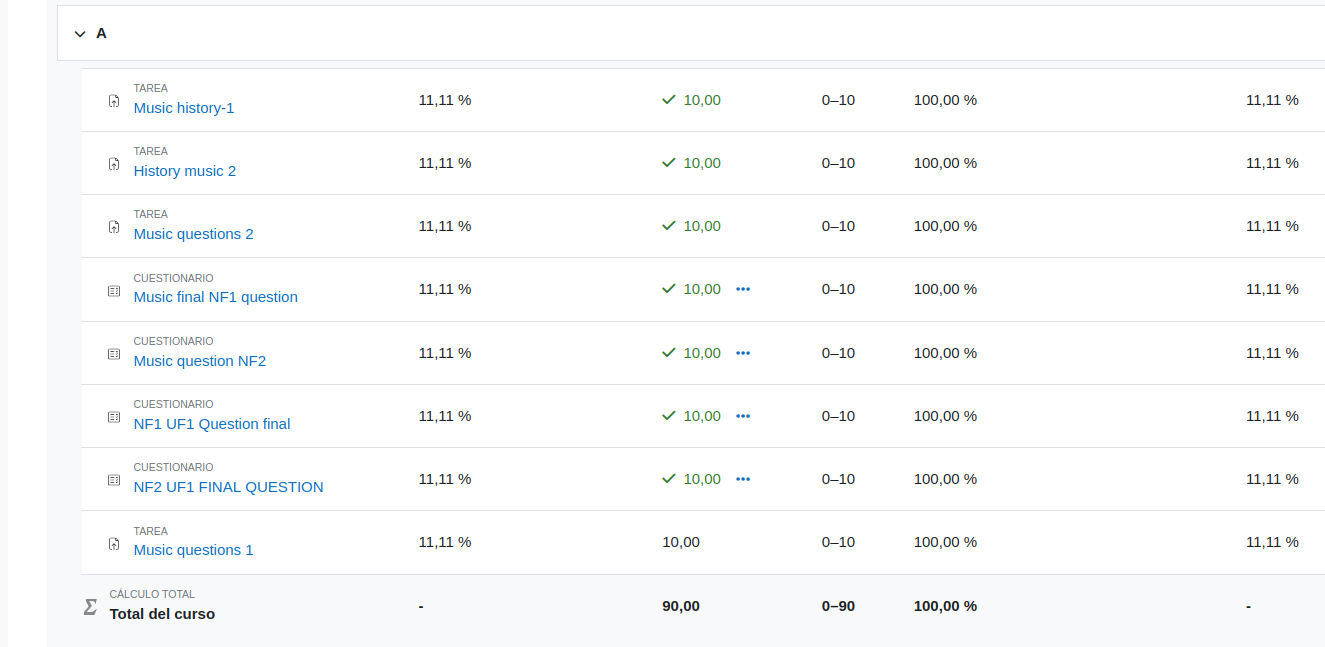 A
TAREA
Music history-1 11,11 % 10,00 0–10 100,00 % 11,11 %
TAREA
History music 2 11,11 % 10,00 0–10 100,00 % 11,11 %
TAREA
Music questions 2 11,11 % 10,00 0–10 100,00 % 11,11 %
CUESTIONARIO
Music final NF1 question 11,11 % 10,00 0–10 100,00 % 11,11 %
CUESTIONARIO
Music question NF2 11,11 % 10,00 0–10 100,00 % 11,11 %
CUESTIONARIO
NF1 UF1 Question final 11,11 % 10,00 0–10 100,00 % 11,11 %
CUESTIONARIO
NF2 UF1 FINAL QUESTION 11,11 % 10,00 0–10 100,00 % 11,11 %
TAREA
Music questions 1 11,11 % 10,00 0–10 100,00 % 11,11 %
CÁLCULO TOTAL
Total del curso - 90,00 0–90 100,00 % -